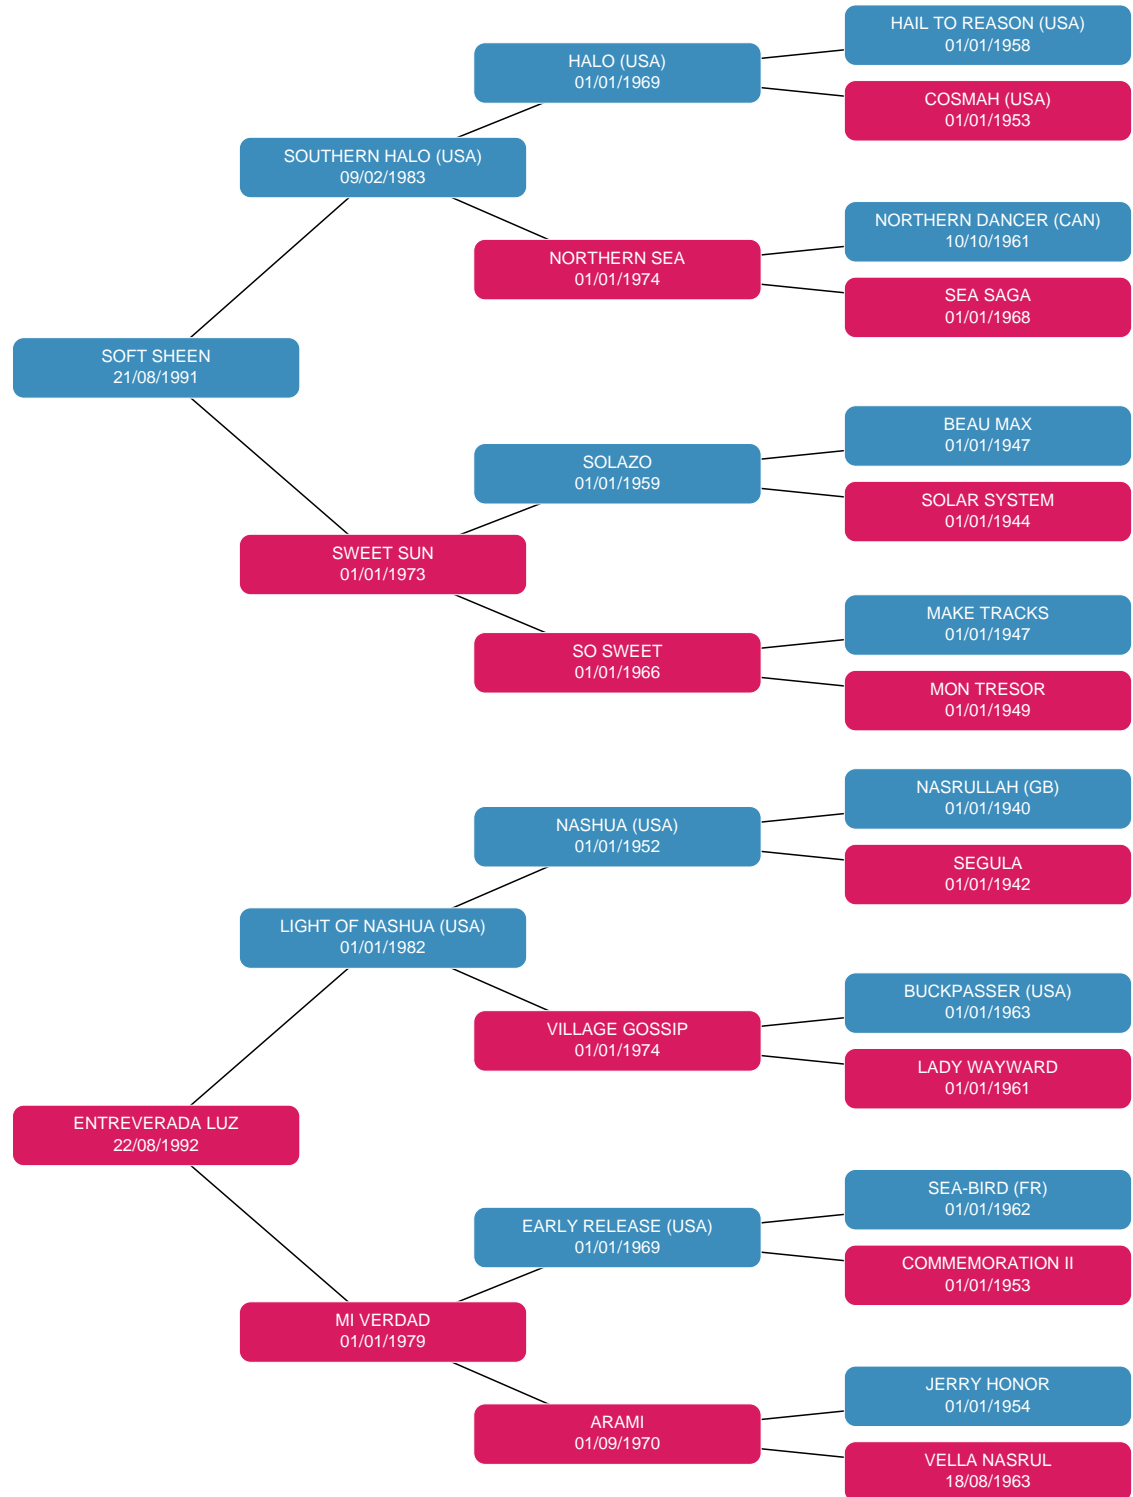 HAIL TO REASON (USA)
01/01/1958
HALO (USA)
01/01/1969
COSMAH (USA)
01/01/1953
SOUTHERN HALO (USA)
09/02/1983
NORTHERN DANCER (CAN)
10/10/1961
NORTHERN SEA
01/01/1974
SEA SAGA
01/01/1968
SOFT SHEEN
21/08/1991
BEAU MAX
01/01/1947
SOLAZO
01/01/1959
SOLAR SYSTEM
01/01/1944
SWEET SUN
01/01/1973
MAKE TRACKS
01/01/1947
SO SWEET
01/01/1966
MON TRESOR
01/01/1949
NASRULLAH (GB)
01/01/1940
NASHUA (USA)
01/01/1952
SEGULA
01/01/1942
LIGHT OF NASHUA (USA)
01/01/1982
BUCKPASSER (USA)
01/01/1963
VILLAGE GOSSIP
01/01/1974
LADY WAYWARD
01/01/1961
ENTREVERADA LUZ
22/08/1992
SEA-BIRD (FR)
01/01/1962
EARLY RELEASE (USA)
01/01/1969
COMMEMORATION II
01/01/1953
MI VERDAD
01/01/1979
JERRY HONOR
01/01/1954
ARAMI
01/09/1970
VELLA NASRUL
18/08/1963